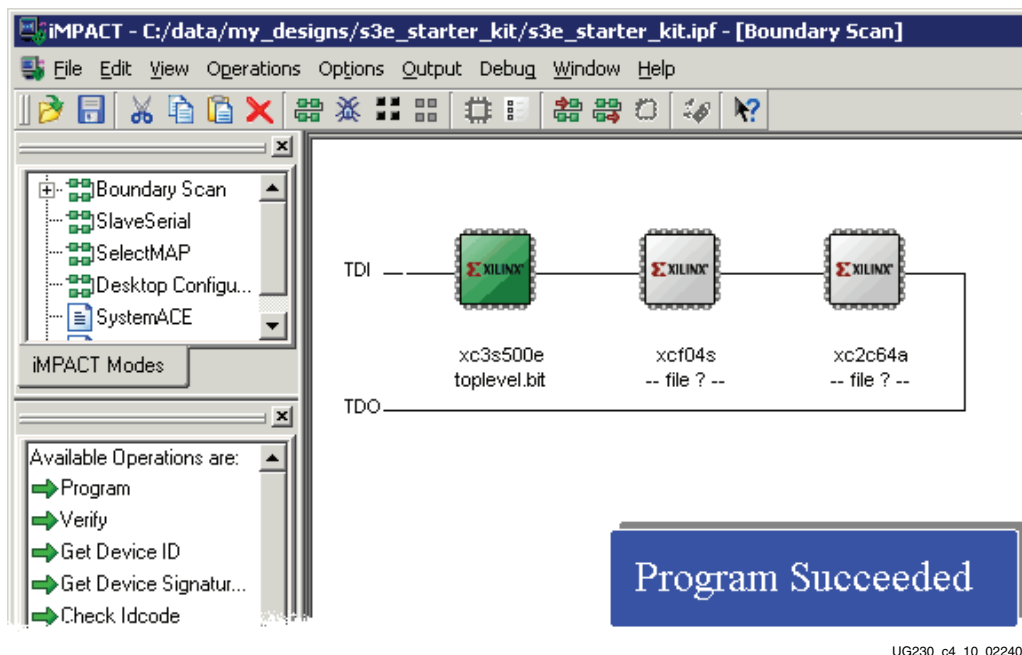 iMPACT - C:/data/my_designs/s3e_starter_kit/s3e_starter_kit.ipf - [Boundary Scan]
File Edit View Operations Options Output Debug Window Help
Boundary Scan
SlaveSerial
SelectMAP
Desktop Configu...
SystemACE
iMPACT Modes
Available Operations are:
Program
Verify
Get Device ID
Get Device Signatur...
Check Idcode
TDI
XILINX
XILINX
XILINX
xc3s500e
toplevel.bit
xcf04s
-- file ? --
xc2c64a
-- file ? --
TDO
Program Succeeded
UG230_c4_10_02240